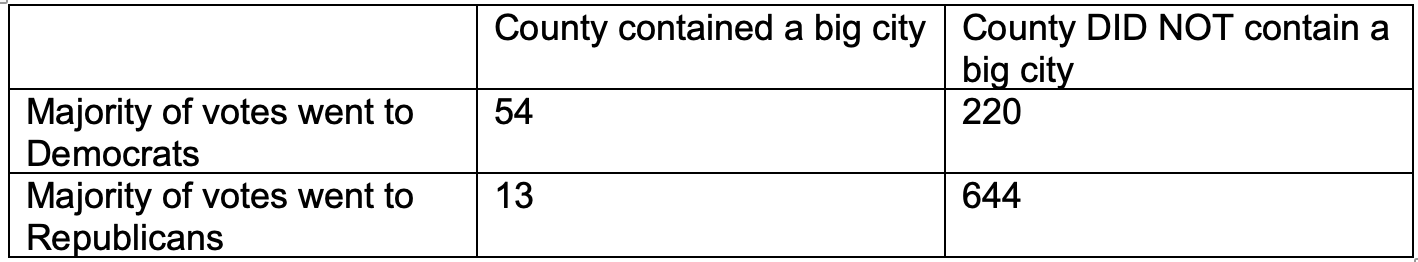 County contained a big city
County DID NOT contain a
big city
Majority of votes went to
Democrats
54
220
Majority of votes went to
Republicans
13
644